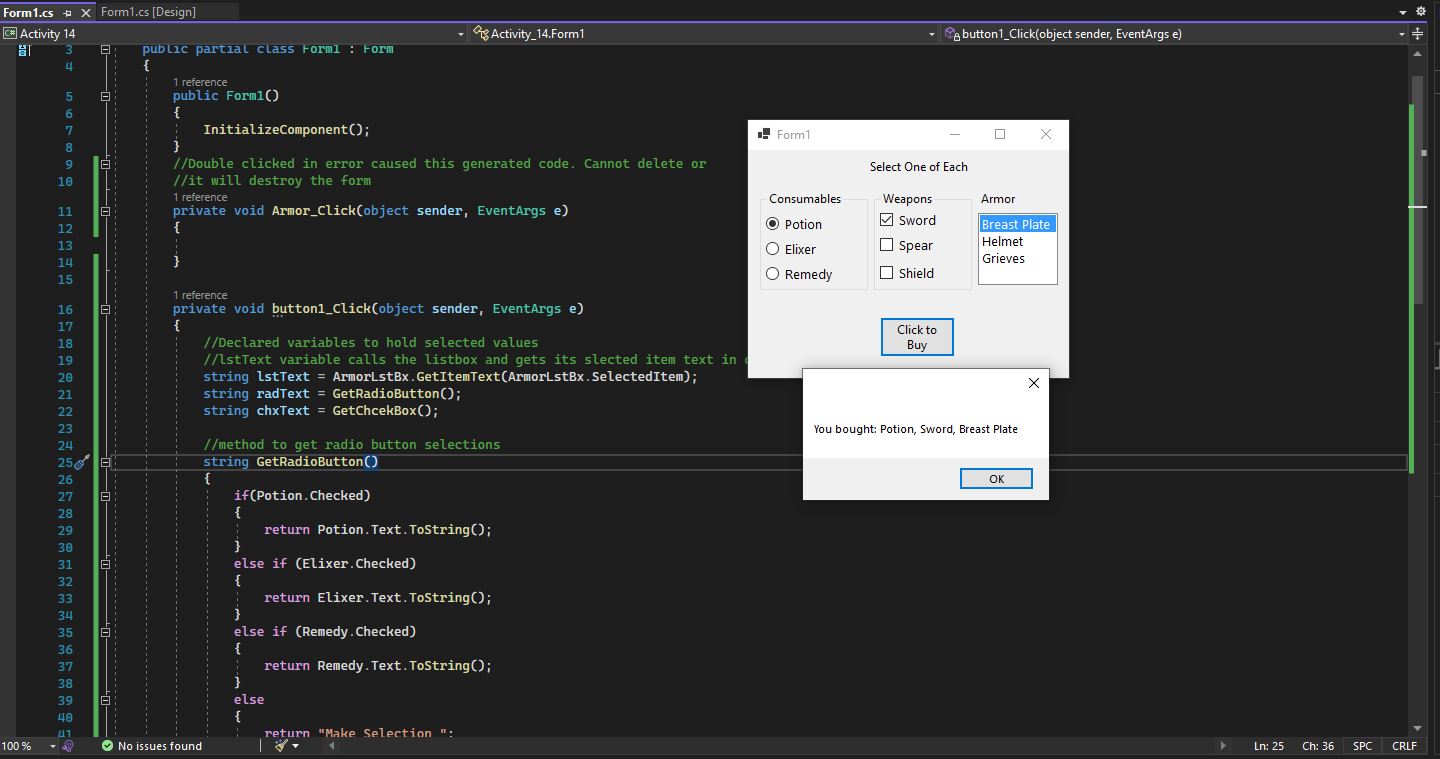 Form1.cs
Form1.cs [Design]
C# Activity 14
Activity_14.Form1
button1_Click(object sender, EventArgs e)
3 public partial class Form1 : Form
4 {
1 reference
5 public Form1()
6 {
7 InitializeComponent();
8 }
9 //Double clicked in error caused this generated code. Cannot delete or
10 //it will destroy the form
1 reference
11 private void Armor_Click(object sender, EventArgs e)
12 {
13
14 }
15
1 reference
16 private void button1_Click(object sender, EventArgs e)
17 {
18 //Declared variables to hold selected values
19 //lstText variable calls the listbox and gets its slected item text in
20 string lstText = ArmorLstBx.GetItemText(ArmorLstBx.SelectedItem);
21 string radText = GetRadioButton();
22 string chxText = GetChcekBox();
23
24 //method to get radio button selections
25 string GetRadioButton()
26 {
27 if(Potion.Checked)
28 {
29 return Potion.Text.ToString();
30 }
31 else if (Elixer.Checked)
32 {
33 return Elixer.Text.ToString();
34 }
35 else if (Remedy.Checked)
36 {
37 return Remedy.Text.ToString();
38 }
39 else
40 {
41 return "Make Selection ";
Form1
Select One of Each
Consumables
Potion
Elixer
Remedy
Weapons
Sword
Spear
Shield
Armor
Breast Plate
Helmet
Grieves
Click to
Buy
You bought: Potion, Sword, Breast Plate
OK
100 %
No issues found
Ln: 25
Ch: 36
SPC
CRLF